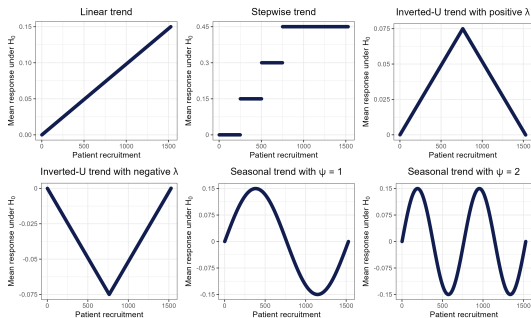 Linear trend
Mean response under H0
0.15
0.10
0.05
0.00
0
500
1000
1500
Patient recruitment
Stepwise trend
Mean response under H0
0.45
0.3
0.15
0
0
500
1000
1500
Patient recruitment
Inverted-U trend with positive λ
Mean response under H0
0.075
0.05
0.025
0
0
500
1000
1500
Patient recruitment
Inverted-U trend with negative λ
Mean response under H0
0
-0.025
-0.05
-0.075
0
500
1000
1500
Patient recruitment
Seasonal trend with ψ = 1
Mean response under H0
0.15
0.075
0
-0.075
-0.15
0
500
1000
1500
Patient recruitment
Seasonal trend with ψ = 2
Mean response under H0
0.15
0.075
0
0.075
-0.15
0
500
1000
1500
Patient recruitment